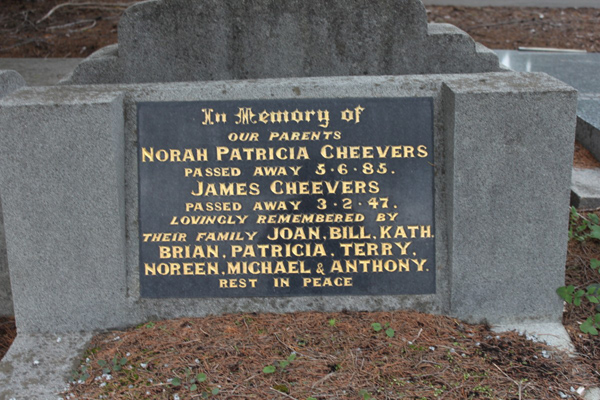 In Memory of
OUR PARENTS
NORAH PATRICIA CHEEVERS
PASSED AWAY 5·6·85.
JAMES CHEEVERS
PASSED AWAY 3·2·47.
LOVINGLY REMEMBERED BY
THEIR FAMILY JOAN, BILL, KATH.
BRIAN, PATRICIA, TERRY,
NOREEN, MICHAEL & ANTHONY.
REST IN PEACE